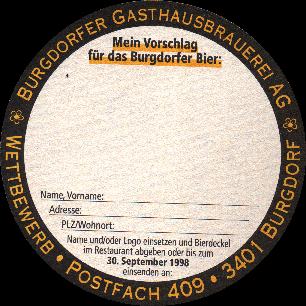 BURGDORFER GASTHAUSBRAUEREI AG
Mein Vorschlag
für das Burgdorfer Bier:
Name, Vorname:
Adresse:
PLZ/Wohnort:
Name und/oder Logo einsetzen und Bierdeckel
im Restaurant abgeben oder bis zum
30. September 1998
einsenden an:
WETTBEWERB • POSTFACH 409 • 3401 BURGDORF